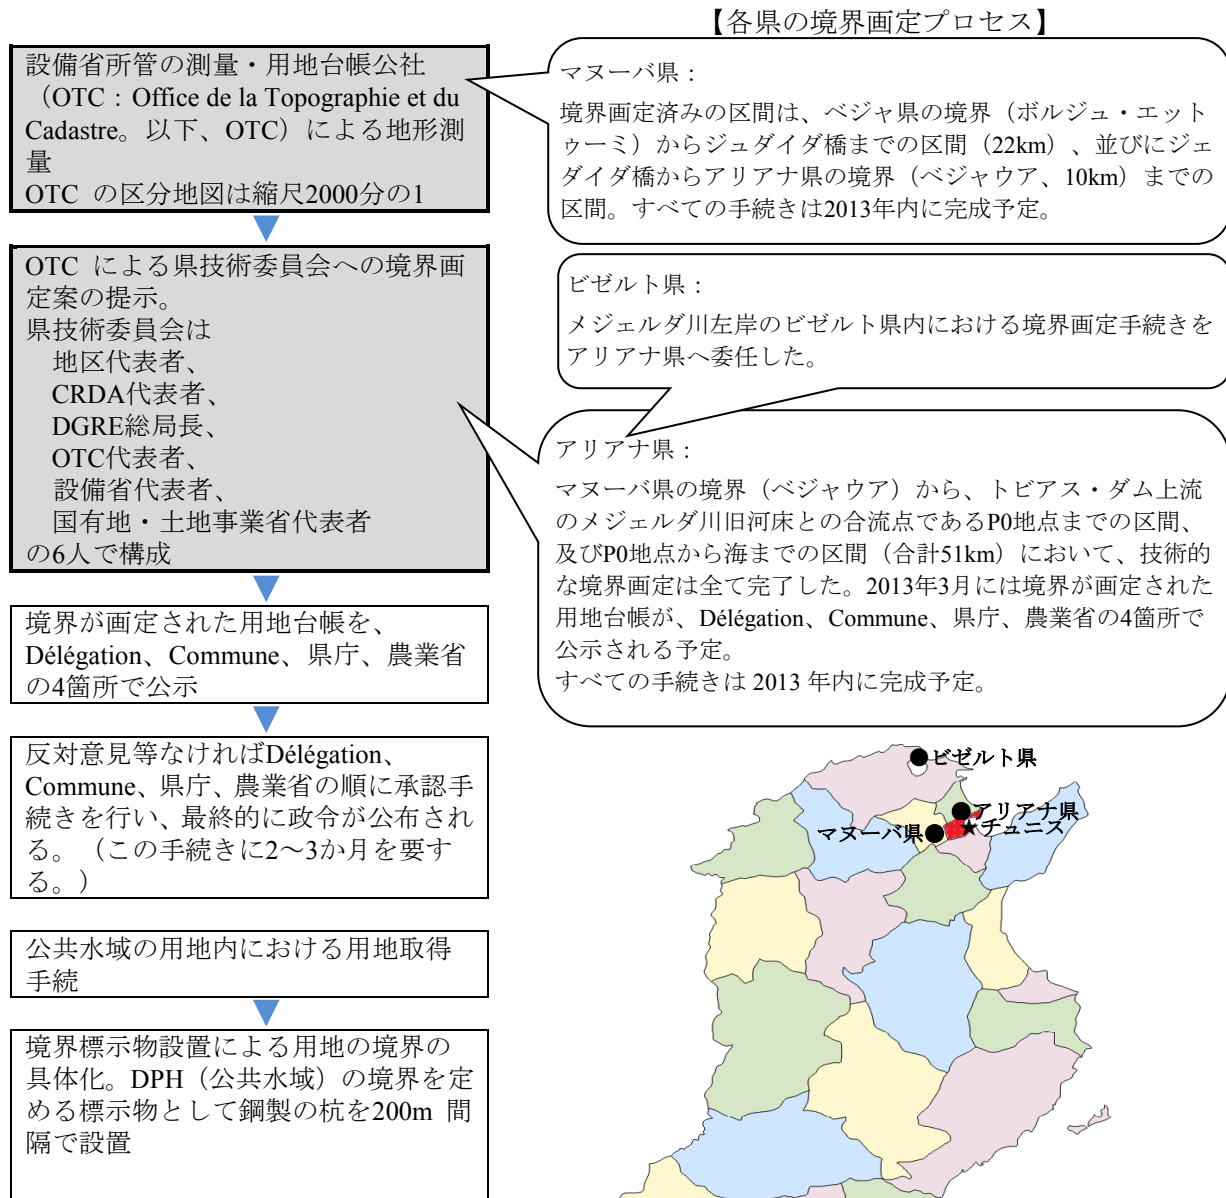 【各県の境界画定プロセス】
設備省所管の測量・用地台帳公社
（OTC：Office de la Topographie et du
Cadastre。以下、OTC）による地形測
量
OTC の区分地図は縮尺2000分の1
OTC による県技術委員会への境界画
定案の提示。
県技術委員会は
地区代表者、
CRDA代表者、
DGRE総局長、
OTC代表者、
設備省代表者、
国有地・土地事業省代表者
の6人で構成
境界が画定された用地台帳を、
Délégation、Commune、県庁、農業省
の4箇所で公示
反対意見等なければDélégation、
Commune、県庁、農業省の順に承認手
続きを行い、最終的に政令が公布され
る。（この手続きに2～3か月を要す
る。）
公共水域の用地内における用地取得
手続
境界標示物設置による用地の境界の
具体化。DPH（公共水域）の境界を定
める標示物として鋼製の杭を200m 間
隔で設置
マヌーバ県：
境界画定済みの区間は、ベジャ県の境界（ボルジュ・エット
ゥーミ）からジュダイダ橋までの区間（22km）、並びにジェ
ダイダ橋からアリアナ県の境界（ベジャウア、10km）までの
区間。すべての手続きは2013年内に完成予定。
ビゼルト県：
メジェルダ川左岸のビゼルト県内における境界画定手続きを
アリアナ県へ委任した。
アリアナ県：
マヌーバ県の境界（ベジャウア）から、トビアス・ダム上流
のメジェルダ川旧河床との合流点であるP0地点までの区間、
及びP0地点から海までの区間（合計51km）において、技術的
な境界画定は全て完了した。2013年3月には境界が画定された
用地台帳が、Délégation、Commune、県庁、農業省の4箇所で
公示される予定。
すべての手続きは 2013 年内に完成予定。
ビゼルト県
アリアナ県
マヌーバ県
★チュニス